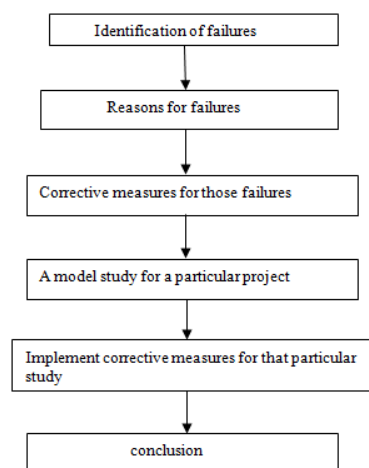 Identification of failures
Reasons for failures
Corrective measures for those failures
A model study for a particular project
Implement corrective measures for that particular
study
conclusion